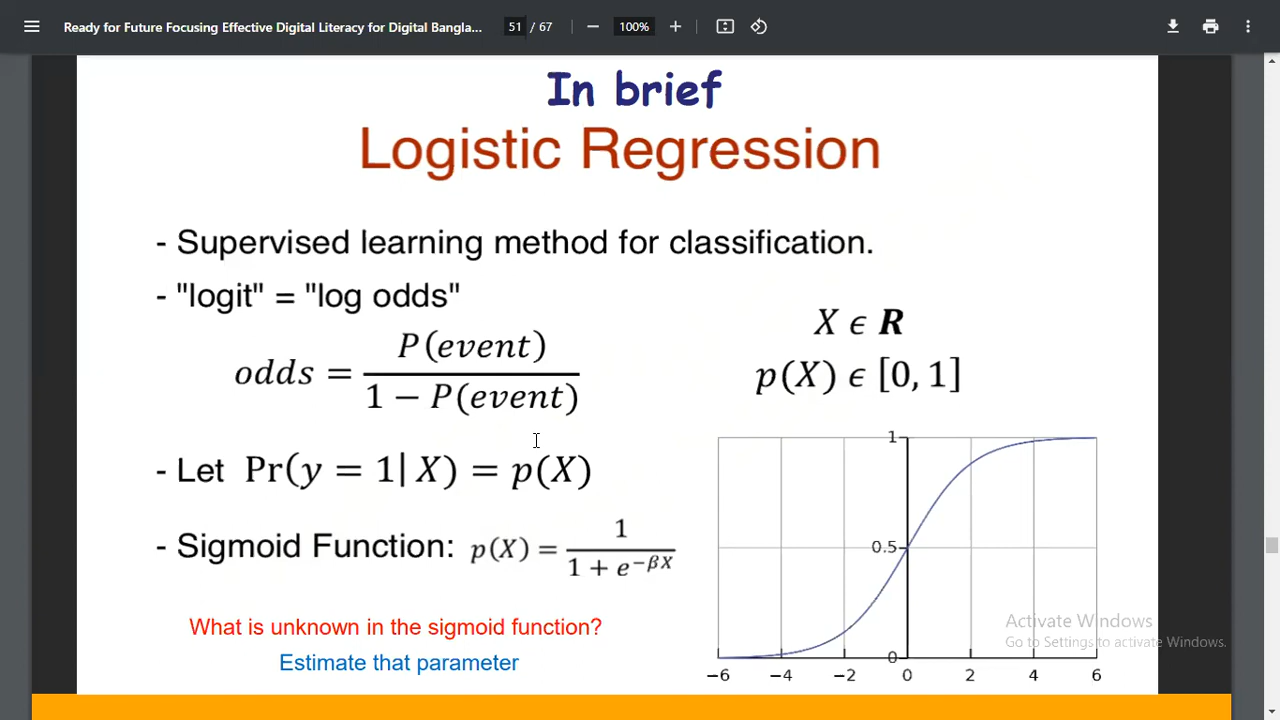 Ready for Future Focusing Effective Digital Literacy for Digital Bangla... 51 / 67 100%
In brief
Logistic Regression
- Supervised learning method for classification.
- "logit" = "log odds"
odds = P(event) / 1 − P(event)
X ϵ R
p(X) ϵ [0, 1]
- Let Pr(y = 1| X) = p(X)
- Sigmoid Function: p(X) = 1 / 1 + e^−βX
What is unknown in the sigmoid function?
Estimate that parameter
1
0.5
0
−6 −4 −2 0 2 4 6
Activate Windows
Go to Settings to activate Windows.